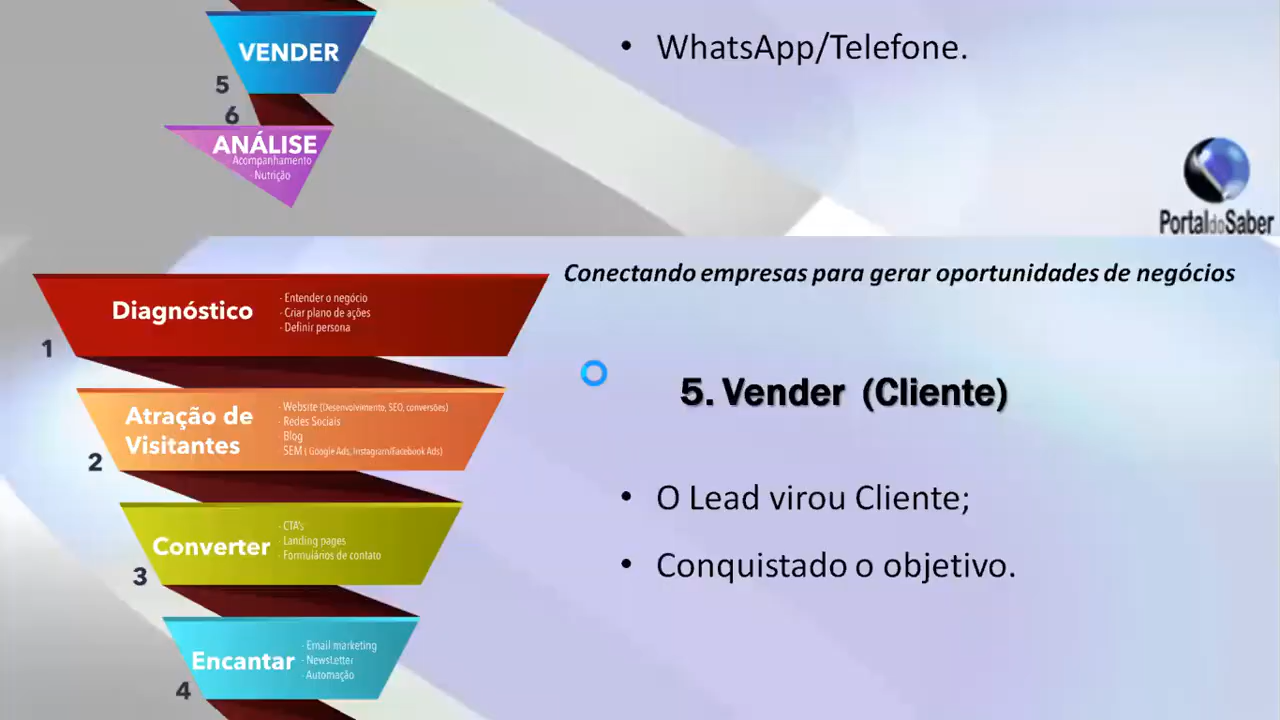 VENDER
5
• WhatsApp/Telefone.
6
ANÁLISE
Acompanhamento
- Nutrição
PortaldoSaber
Conectando empresas para gerar oportunidades de negócios
Diagnóstico
- Entender o negócio
- Criar plano de ações
- Definir persona
1
5. Vender (Cliente)
Atração de
Visitantes
- Website (Desenvolvimento, SEO, conversões)
- Redes Sociais
- Blog
- SEM ( Google Ads, Instagram/Facebook Ads)
2
• O Lead virou Cliente;
• Conquistado o objetivo.
Converter
- CTA's
- Landing pages
- Formulários de contato
3
Encantar
- Email marketing
- NewsLetter
- Automação
4